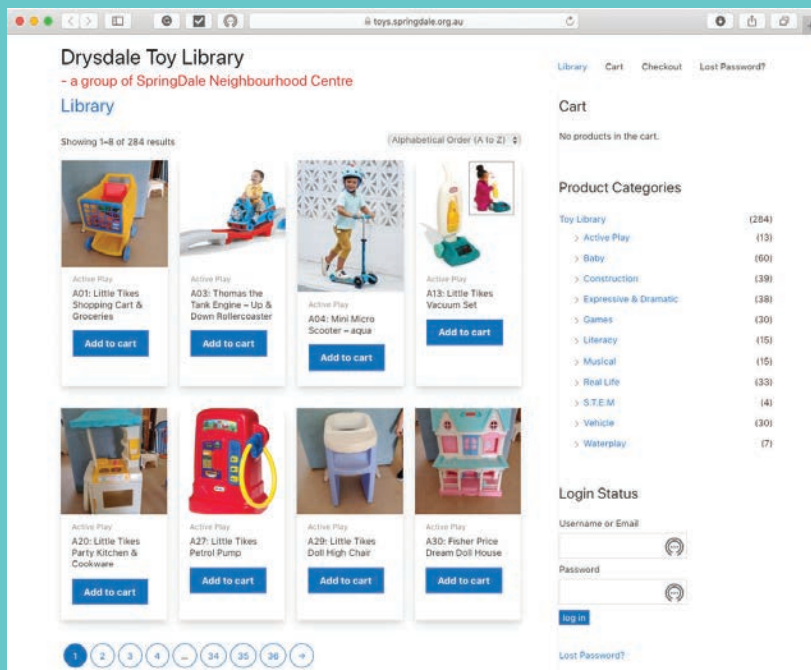 toys.springdale.org.au
Drysdale Toy Library
- a group of SpringDale Neighbourhood Centre
Library
Library Cart Checkout Lost Password?
Showing 1–8 of 284 results
Alphabetical Order (A to Z)
Active Play
A01: Little Tikes
Shopping Cart &
Groceries
Add to cart
Active Play
A03: Thomas the
Tank Engine – Up &
Down Rollercoaster
Add to cart
Active Play
A04: Mini Micro
Scooter – aqua
Add to cart
Active Play
A13: Little Tikes
Vacuum Set
Add to cart
Active Play
A20: Little Tikes
Party Kitchen &
Cookware
Add to cart
Active Play
A27: Little Tikes
Petrol Pump
Add to cart
Active Play
A29: Little Tikes
Doll High Chair
Add to cart
Active Play
A30: Fisher Price
Dream Doll House
Add to cart
1 2 3 4 ... 34 35 36 →
Cart
No products in the cart.
Product Categories
Toy Library (284)
> Active Play (13)
> Baby (60)
> Construction (39)
> Expressive & Dramatic (38)
> Games (30)
> Literacy (15)
> Musical (15)
> Real Life (33)
> S.T.E.M (4)
> Vehicle (30)
> Waterplay (7)
Login Status
Username or Email
Password
log in
Lost Password?